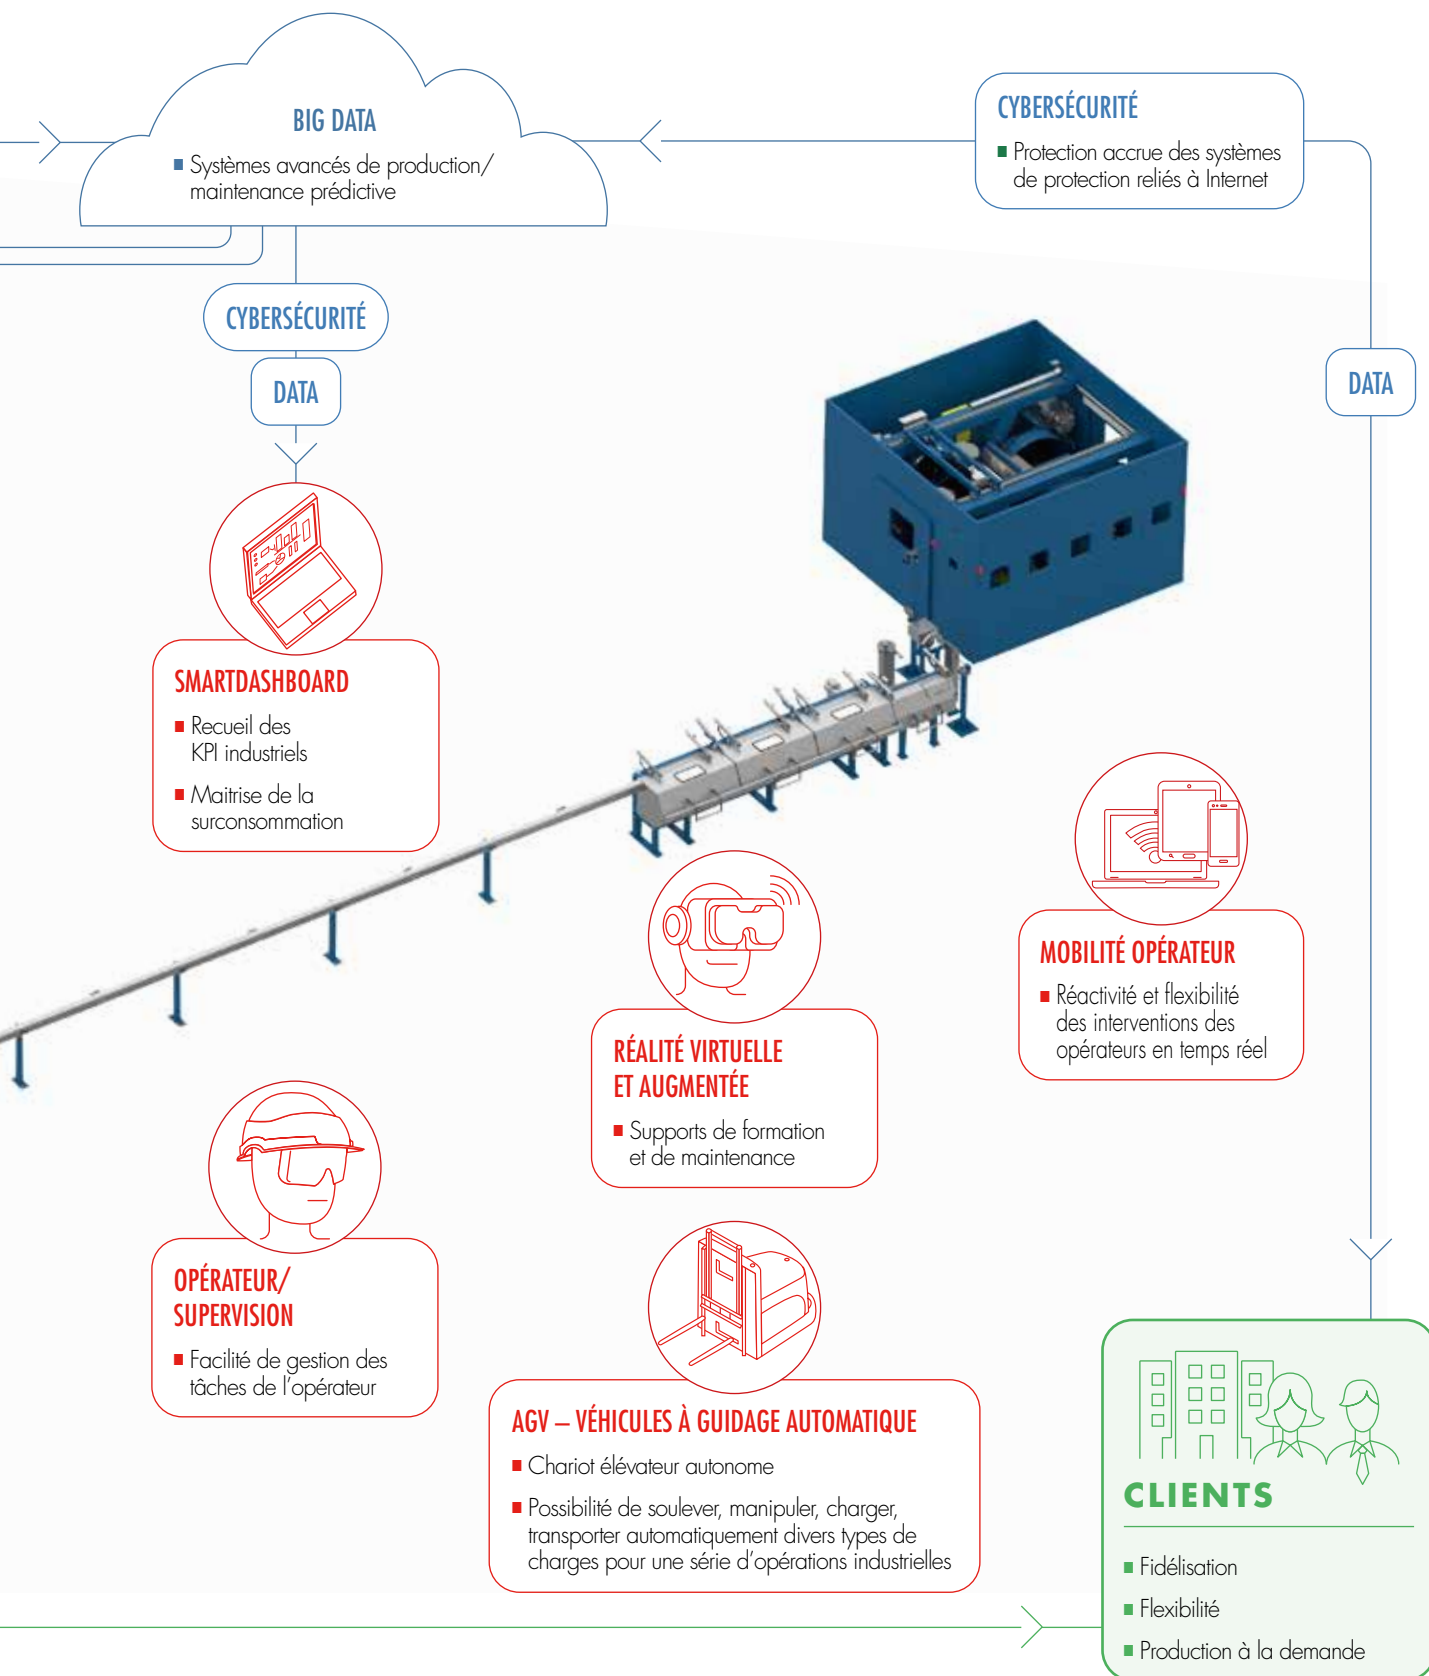 BIG DATA
Systèmes avancés de production/
maintenance prédictive
CYBERSÉCURITÉ
Protection accrue des systèmes
de protection reliés à Internet
CYBERSÉCURITÉ
DATA
DATA
SMARTDASHBOARD
Recueil des
KPI industriels
Maitrise de la
surconsommation
MOBILITÉ OPÉRATEUR
Réactivité et flexibilité
des interventions des
opérateurs en temps réel
RÉALITÉ VIRTUELLE
ET AUGMENTÉE
Supports de formation
et de maintenance
OPÉRATEUR/
SUPERVISION
Facilité de gestion des
tâches de l’opérateur
AGV – VÉHICULES À GUIDAGE AUTOMATIQUE
Chariot élévateur autonome
Possibilité de soulever, manipuler, charger,
transporter automatiquement divers types de
charges pour une série d’opérations industrielles
CLIENTS
Fidélisation
Flexibilité
Production à la demande